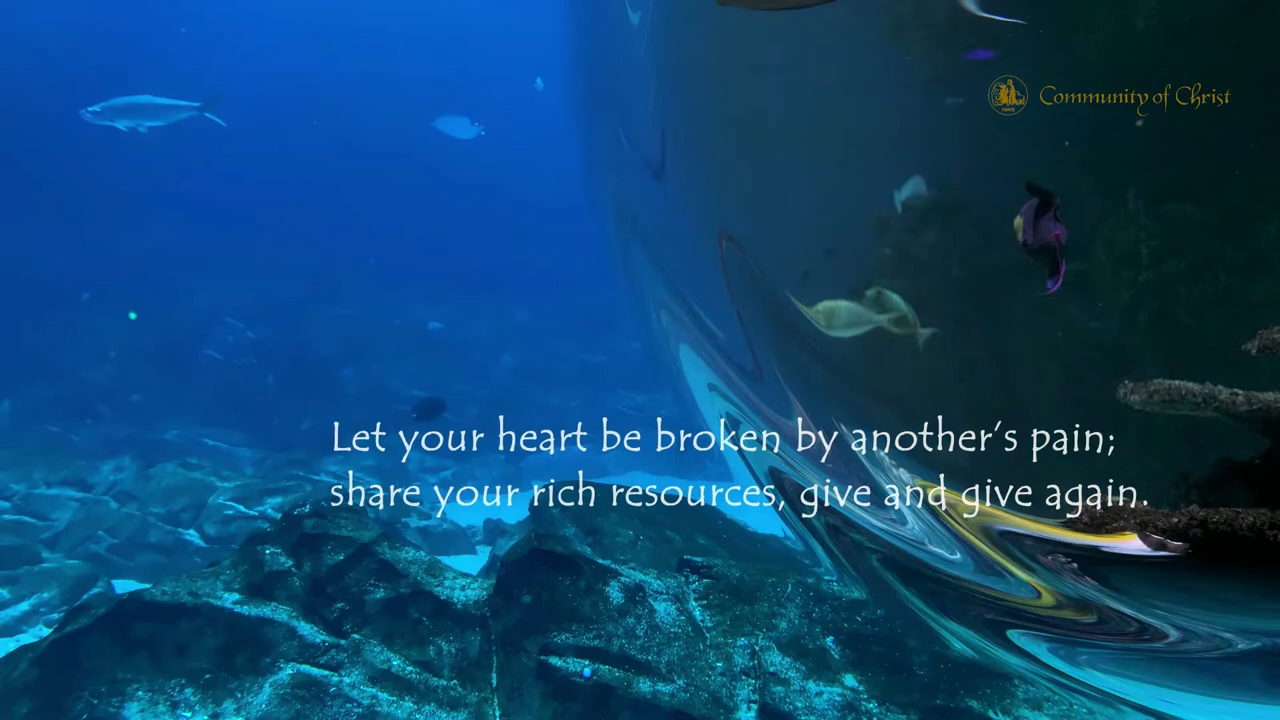 Community of Christ
Let your heart be broken by another's pain;
share your rich resources, give and give again.